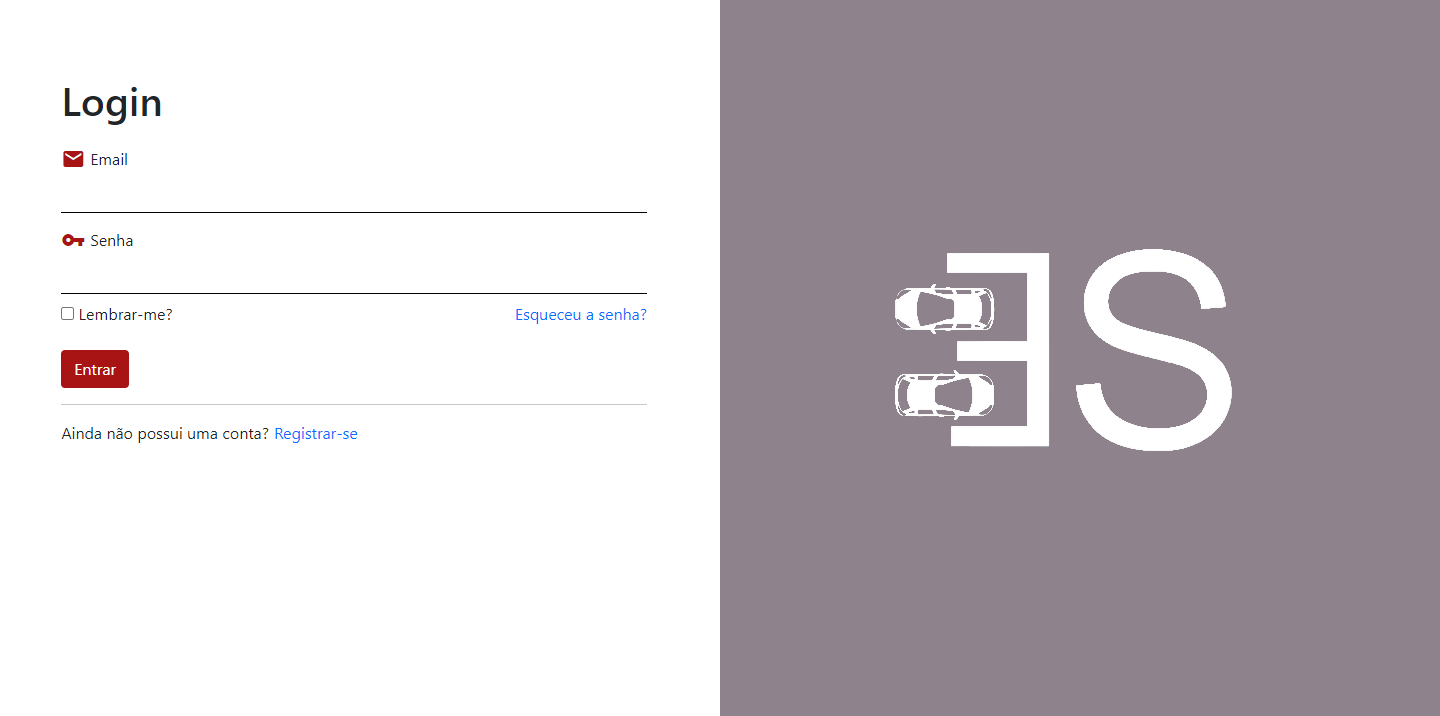 Login
Email
Senha
Lembrar-me? Esqueceu a senha?
Entrar
Ainda não possui uma conta? Registrar-se
ES